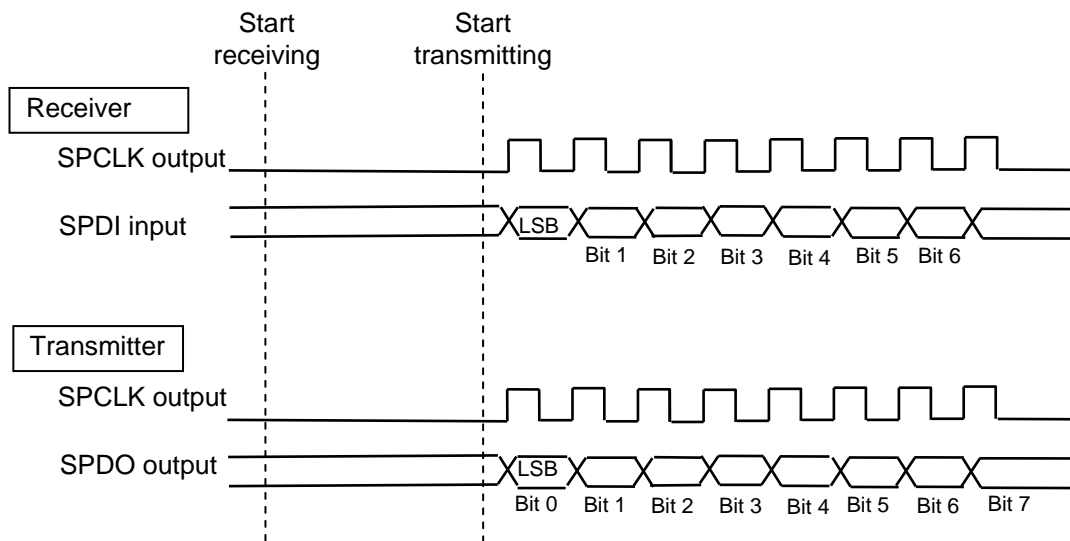 Start
receiving
Start
transmitting
Receiver
SPCLK output
SPDI input
LSB
Bit 1 Bit 2 Bit 3 Bit 4 Bit 5 Bit 6
Transmitter
SPCLK output
SPDO output
LSB
Bit 0 Bit 1 Bit 2 Bit 3 Bit 4 Bit 5 Bit 6 Bit 7